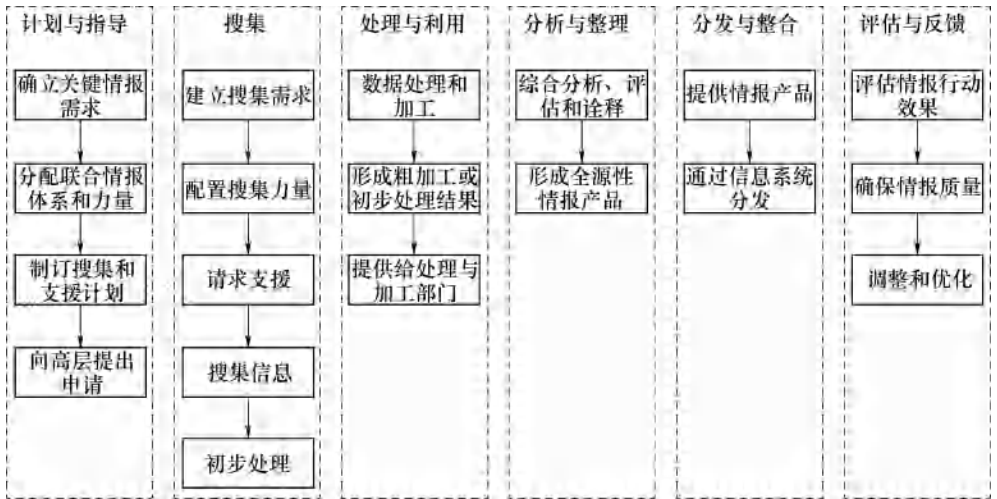 计划与指导
确立关键情报
需求
分配联合情报
体系和力量
制订搜集和
支援计划
向高层提出
申请
搜集
建立搜集需求
配置搜集力量
请求支援
搜集信息
初步处理
处理与利用
数据处理和
加工
形成粗加工或
初步处理结果
提供给处理与
加工部门
分析与整理
综合分析、评
估和诠释
形成全源性
情报产品
分发与整合
提供情报产品
通过信息系统
分发
评估与反馈
评估情报行动
效果
确保情报质量
调整和优化